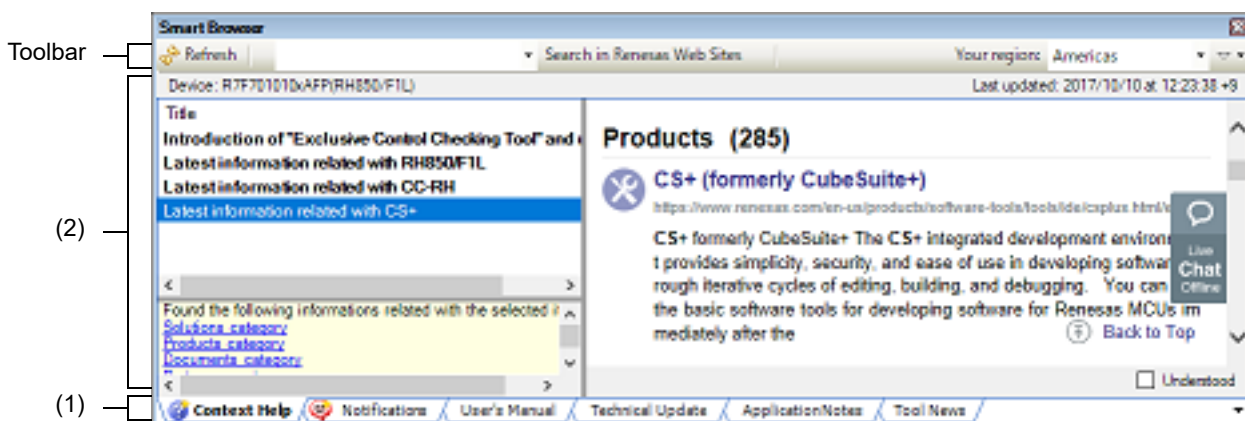 Smart Browser
Toolbar
Refresh
Search in Renesas Web Sites
Your region: Americas
Device: R7F701010xAFP(RH850/F1L)
Last updated: 2017/10/10 at 12:23:38 +9
(2)
Title
Introduction of "Exclusive Control Checking Tool" and
Latest information related with RH850/F1L
Latest information related with CC-RH
Latest information related with CS+
Found the following informations related with the selected
Solutions category
Products category
Documents category
Products (285)
CS+ (formerly CubeSuite+)
https://www.renesas.com/en-us/products/software-tools/tools/ide/csplus.html/
CS+ formerly CubeSuite+ The CS+ integrated development environ
t provides simplicity, security, and ease of use in developing softwar
rough iterative cycles of editing, building, and debugging. You can
the basic software tools for developing software for Renesas MCUs im
mediately after the
Live
Chat
Offline
Back to Top
Understood
(1)
Context Help
Notifications
User's Manual
Technical Update
ApplicationNotes
Tool News